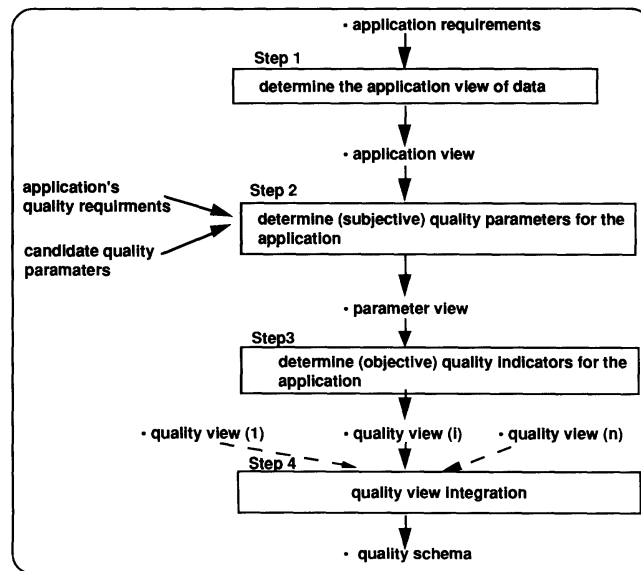 · application requirements
Step 1
determine the application view of data
· application view
application's
quality requirments
candidate quality
paramaters
Step 2
determine (subjective) quality parameters for the
application
· parameter view
Step3
determine (objective) quality indicators for the
application
· quality view (1)
· quality view (i)
· quality view (n)
Step 4
quality view integration
· quality schema